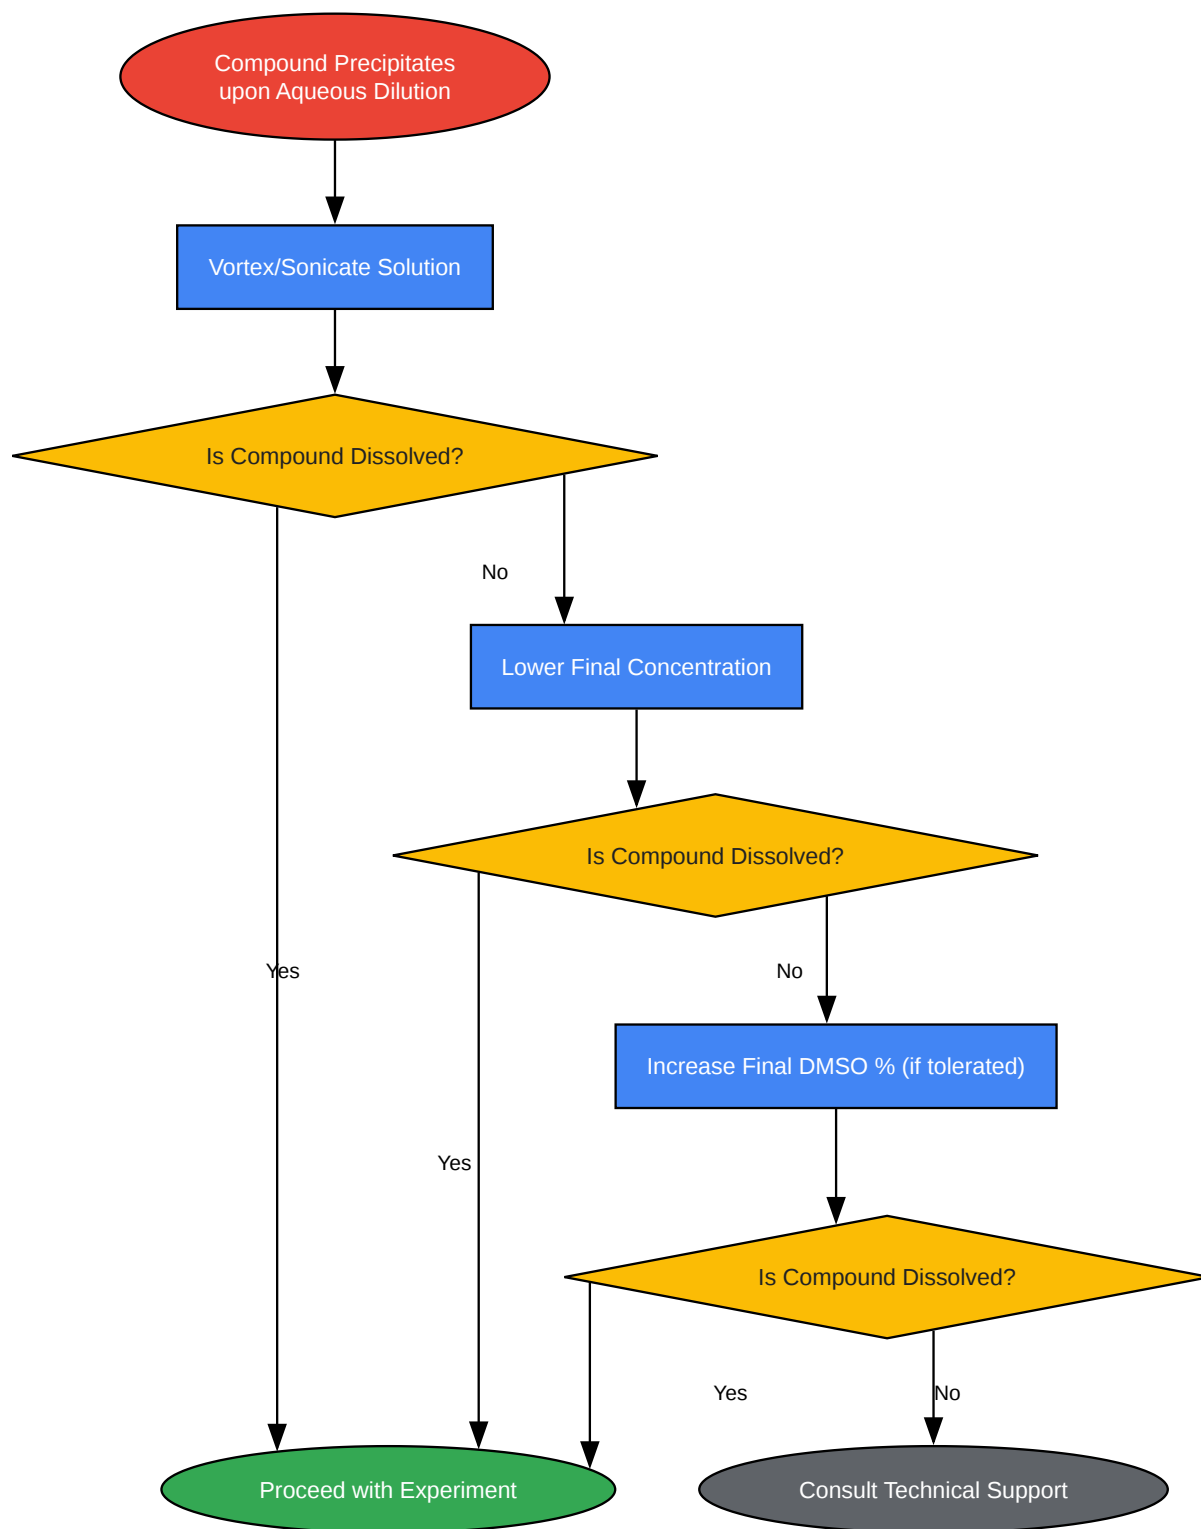 Compound Precipitates
upon Aqueous Dilution
Vortex/Sonicate Solution
Is Compound Dissolved?
No
Lower Final Concentration
Is Compound Dissolved?
Yes
No
Increase Final DMSO % (if tolerated)
Yes
Is Compound Dissolved?
Yes
No
Proceed with Experiment
Consult Technical Support